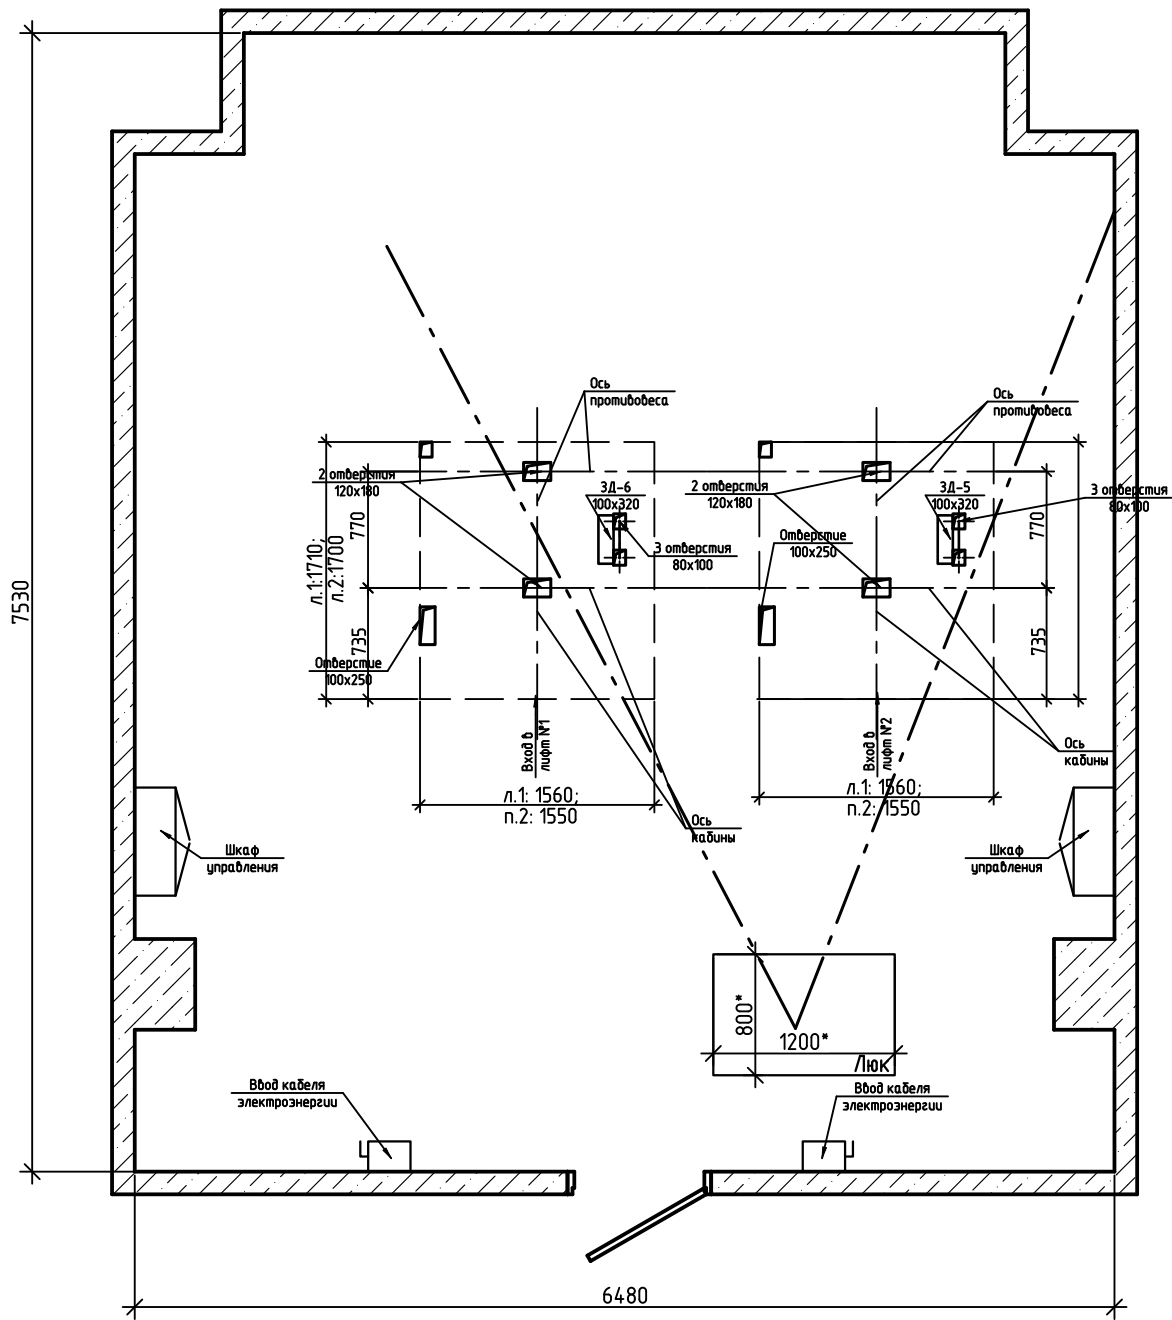 Ось
противовеса
Ось
противовеса
2 отверстия
120х180
ЗД-6
100х320
2 отверстия
120х180
ЗД-5
100х320
3 отверстия
80х100
770
л.1:1710;
л.2:1700
3 отверстия
80х100
Отверстие
100х250
770
7530
735
735
Отверстие
100х250
Вход в
лифт №1
Вход в
лифт №2
Ось
кабины
л.1: 1560;
п.2: 1550
л.1: 1560;
п.2: 1550
Ось
кабины
Шкаф
управления
Шкаф
управления
800*
1200*
Люк
Ввод кабеля
электроэнергии
Ввод кабеля
электроэнергии
6480